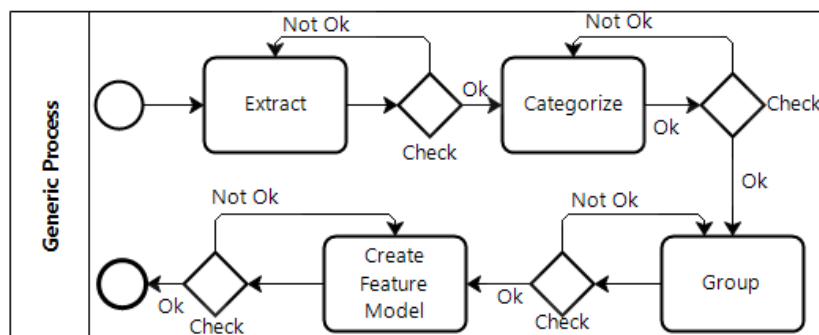 Generic Process
Not Ok
Not Ok
Extract
Ok
Categorize
Ok
Check
Check
Ok
Not Ok
Not Ok
Create
Feature
Model
Ok
Group
Ok
Check
Check